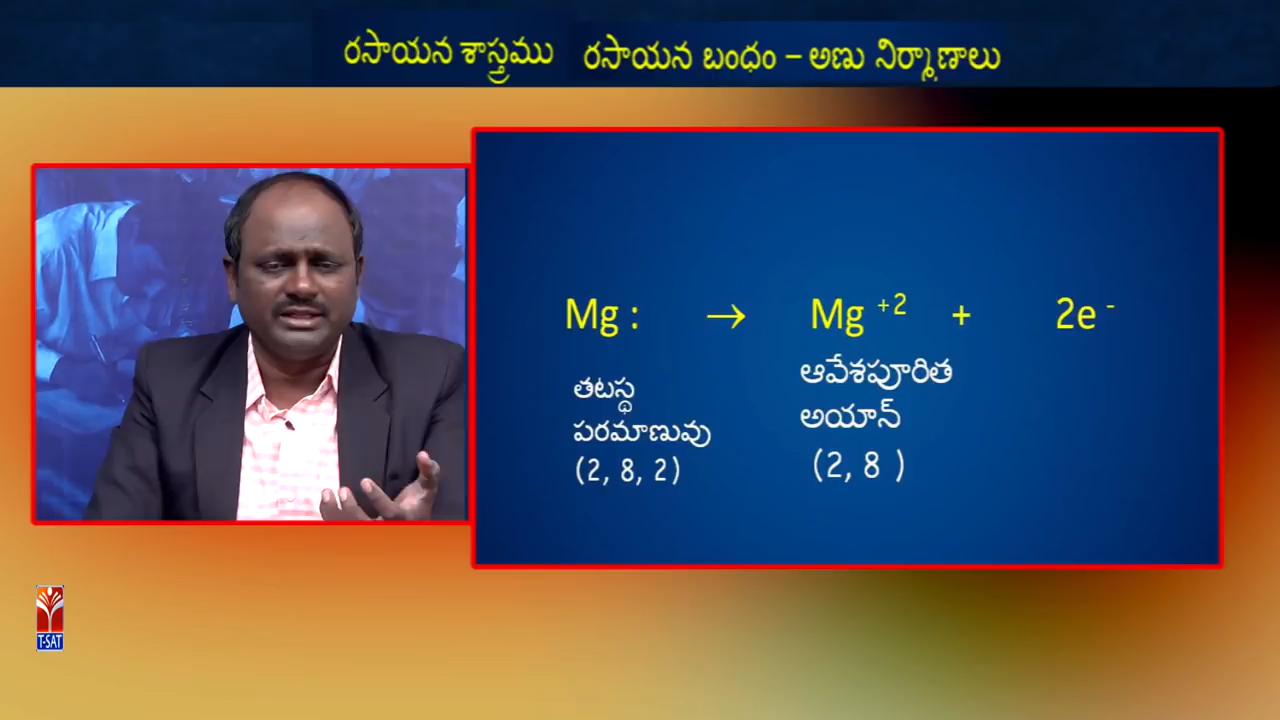 రసాయన శాస్త్రము రసాయన బంధం – అణు నిర్మాణాలు
Mg : → Mg +2 + 2e -
తటస్థ
పరమాణువు
(2, 8, 2)
ఆవేశపూరిత
అయాన్
(2, 8 )
T-SAT